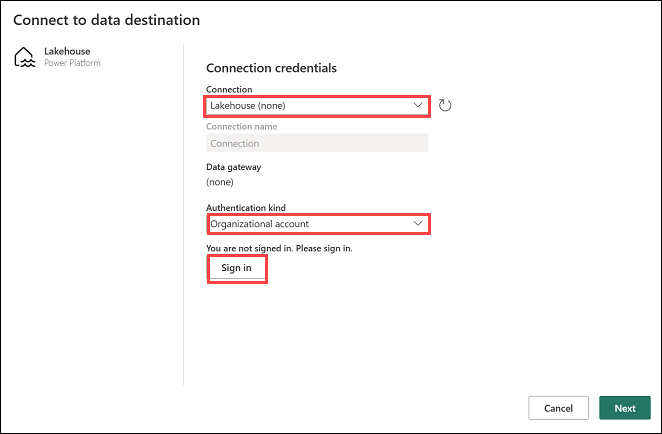 Connect to data destination
Lakehouse
Power Platform
Connection credentials
Connection
Lakehouse (none)
Connection name
Connection
Data gateway
(none)
Authentication kind
Organizational account
You are not signed in. Please sign in.
Sign in
Cancel
Next